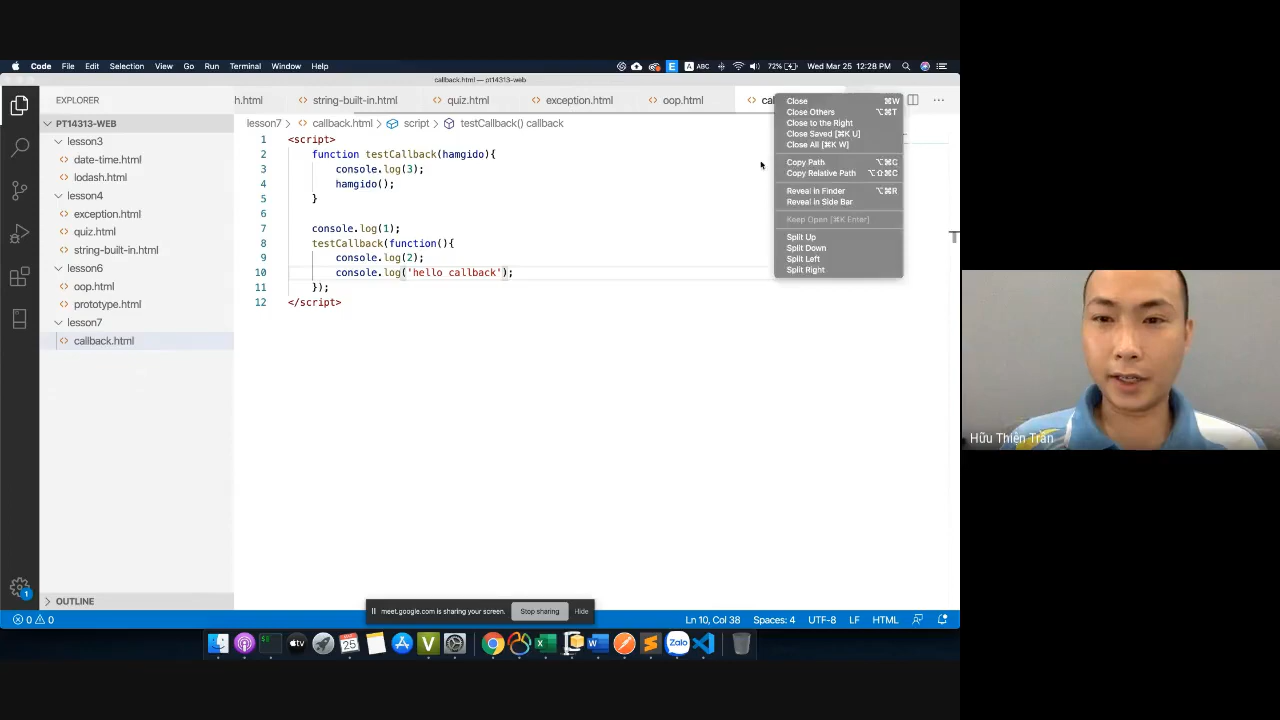 Code File Edit Selection View Go Run Terminal Window Help
ABC 72% Wed Mar 25 12:28 PM
callback.html — pt14313-web
EXPLORER
h.html string-built-in.html quiz.html exception.html oop.html
PT14313-WEB
lesson3
date-time.html
lodash.html
lesson4
exception.html
quiz.html
string-built-in.html
lesson6
oop.html
prototype.html
lesson7
callback.html
OUTLINE
lesson7 > callback.html > script > testCallback() callback
1 <script>
2 function testCallback(hamgido){
3 console.log(3);
4 hamgido();
5 }
6
7 console.log(1);
8 testCallback(function(){
9 console.log(2);
10 console.log('hello callback');
11 });
12 </script>
Close ⌘W
Close Others ⌥⌘T
Close to the Right
Close Saved [⌘K U]
Close All [⌘K W]
Copy Path ⌥⌘C
Copy Relative Path ⌥⇧⌘C
Reveal in Finder ⌥⌘R
Reveal in Side Bar
Keep Open [⌘K Enter]
Split Up
Split Down
Split Left
Split Right
Hữu Thiện Trần
meet.google.com is sharing your screen. Stop sharing Hide
1
0 0 Ln 10, Col 38 Spaces: 4 UTF-8 LF HTML
25 Zalo